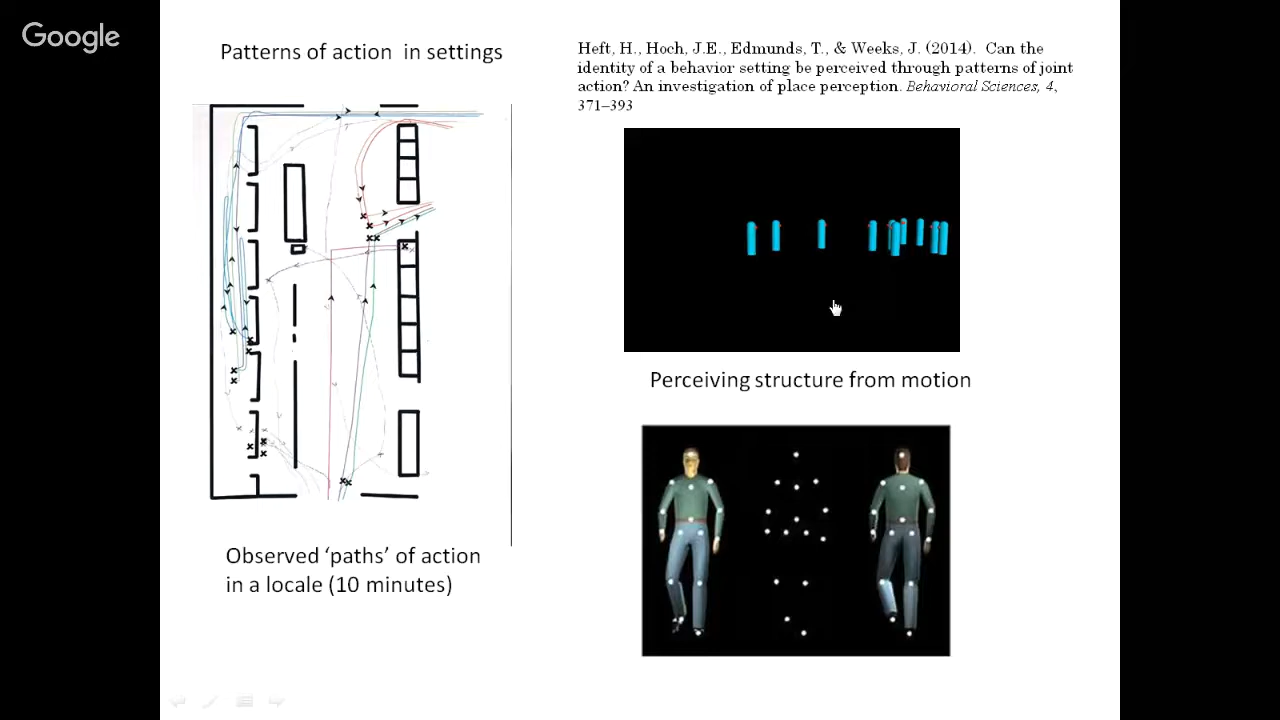 Google
Patterns of action in settings
Heft, H., Hoch, J.E., Edmunds, T., & Weeks, J. (2014). Can the
identity of a behavior setting be perceived through patterns of joint
action? An investigation of place perception. Behavioral Sciences, 4,
371–393
Perceiving structure from motion
Observed ‘paths’ of action
in a locale (10 minutes)